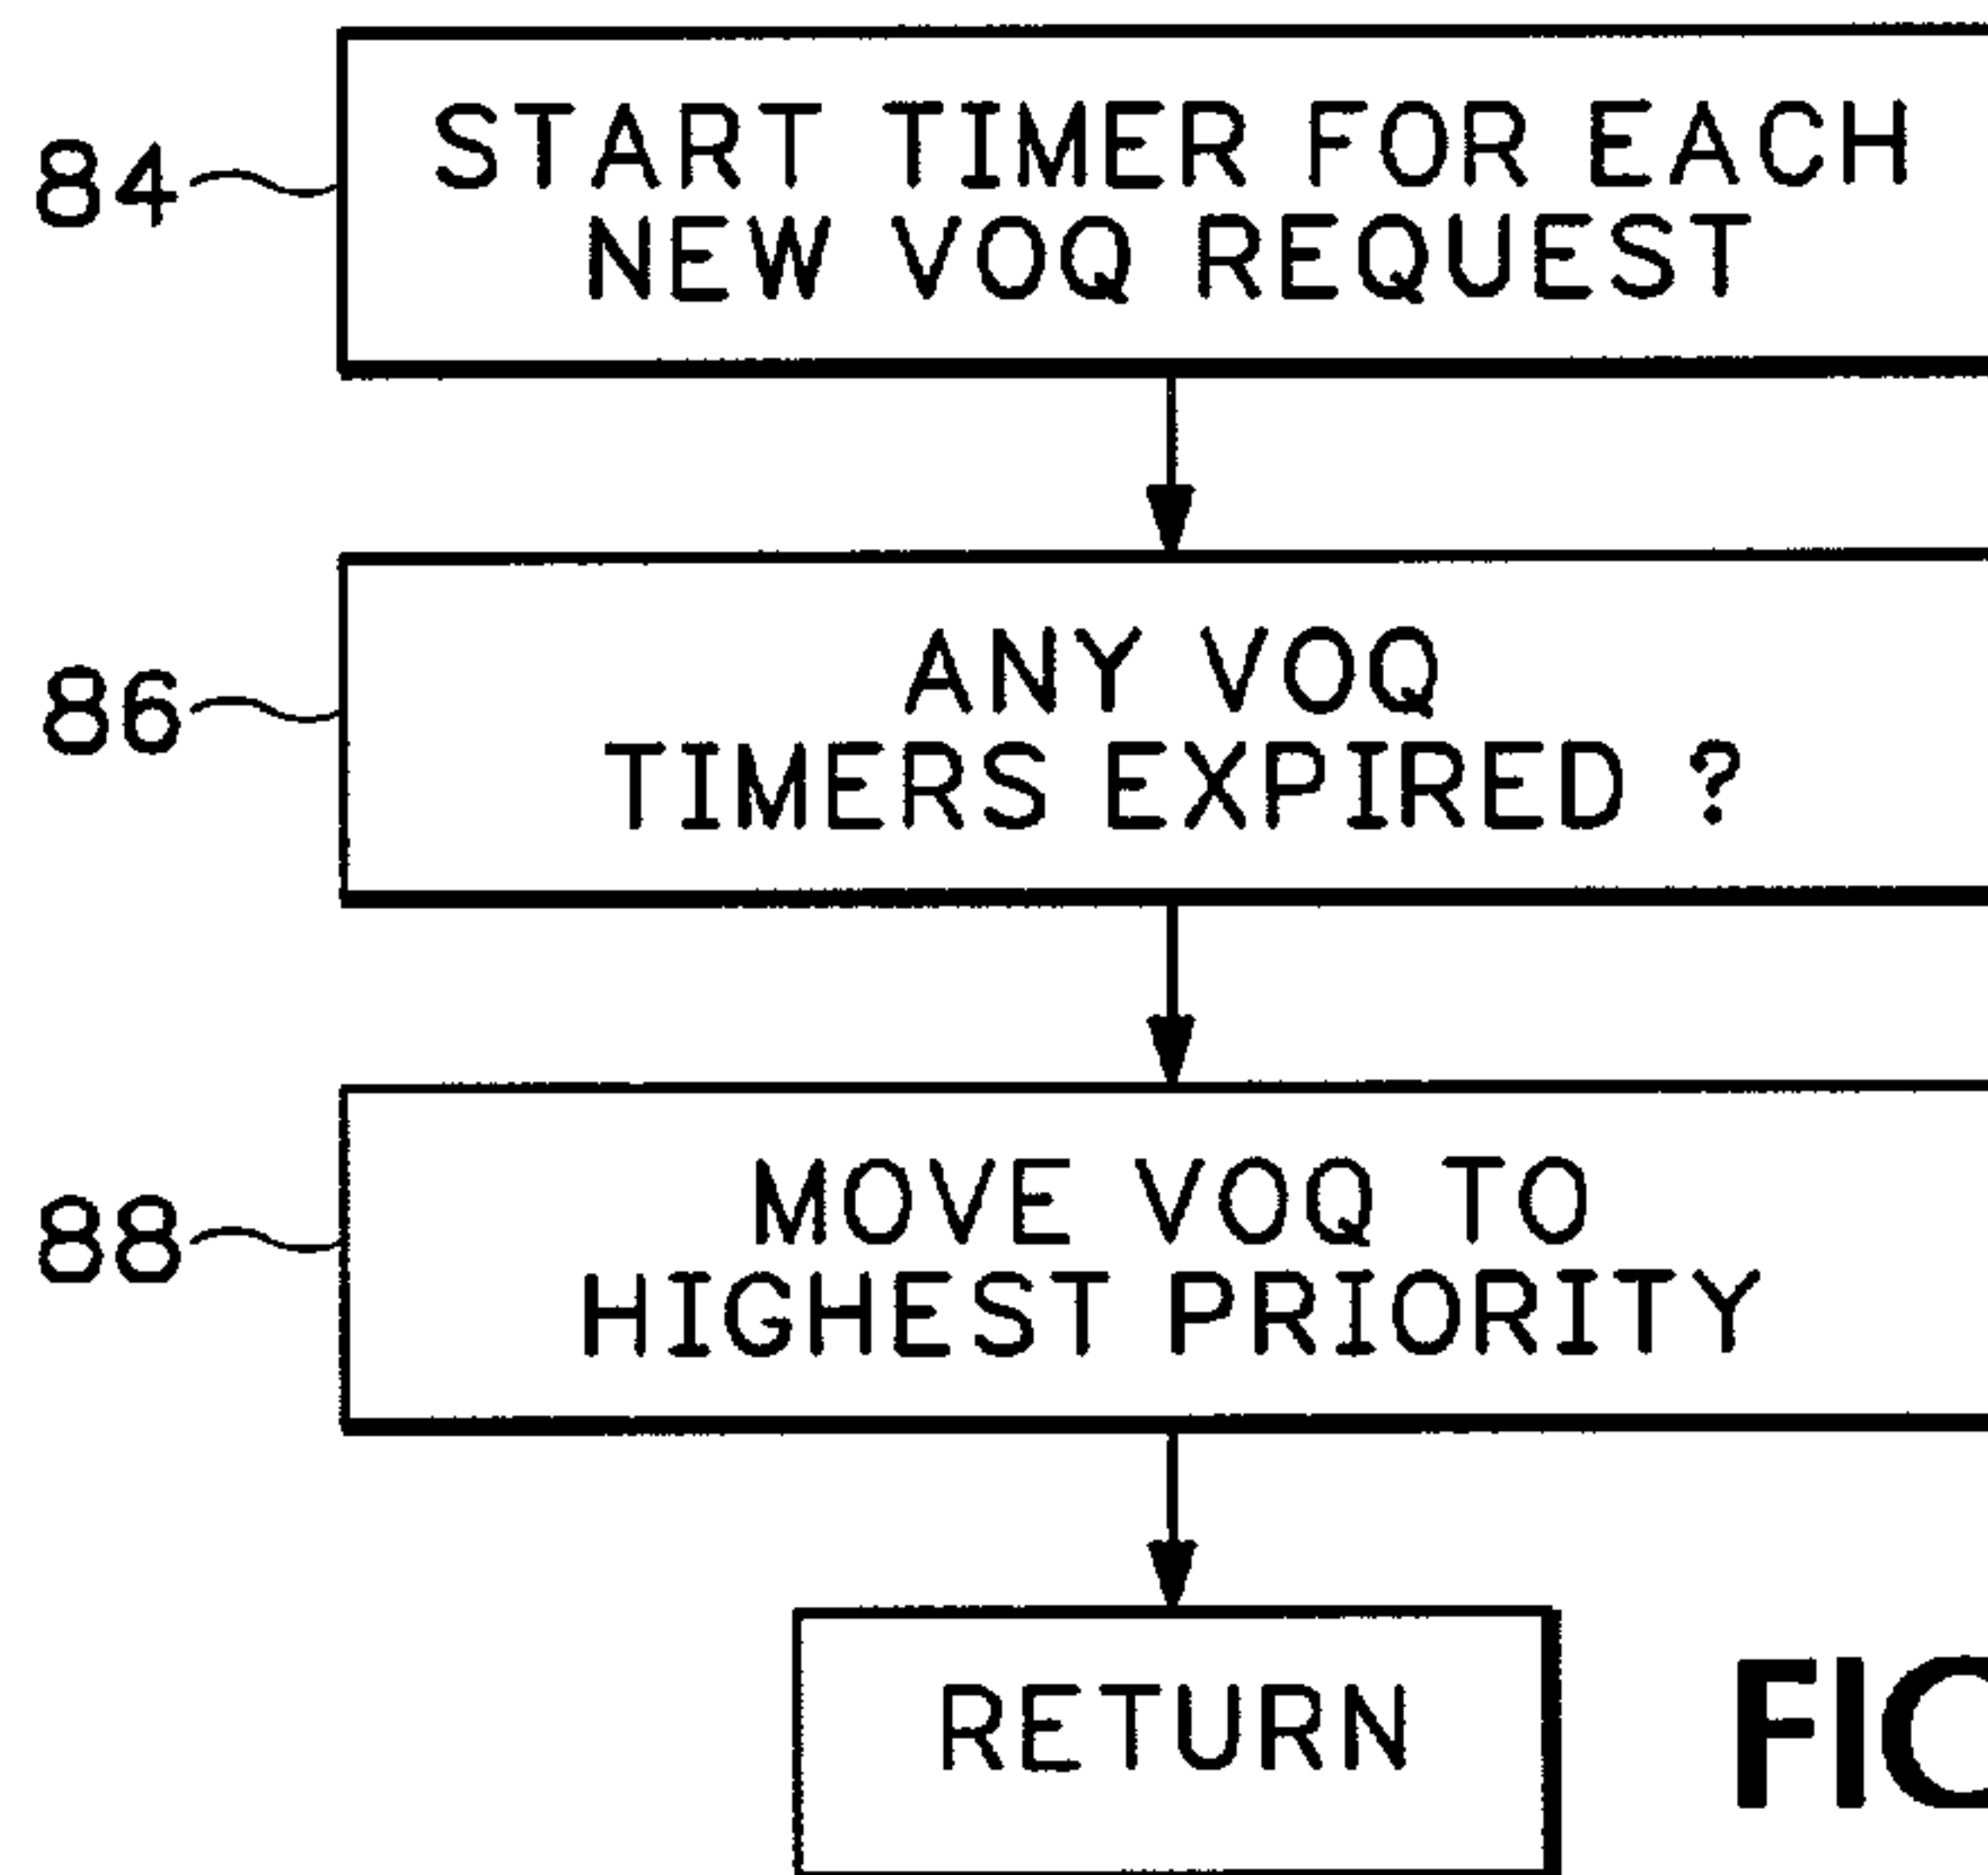 84
START TIMER FOR EACH
NEW VOQ REQUEST
86
ANY VOQ
TIMERS EXPIRED ?
88
MOVE VOQ TO
HIGHEST PRIORITY
RETURN